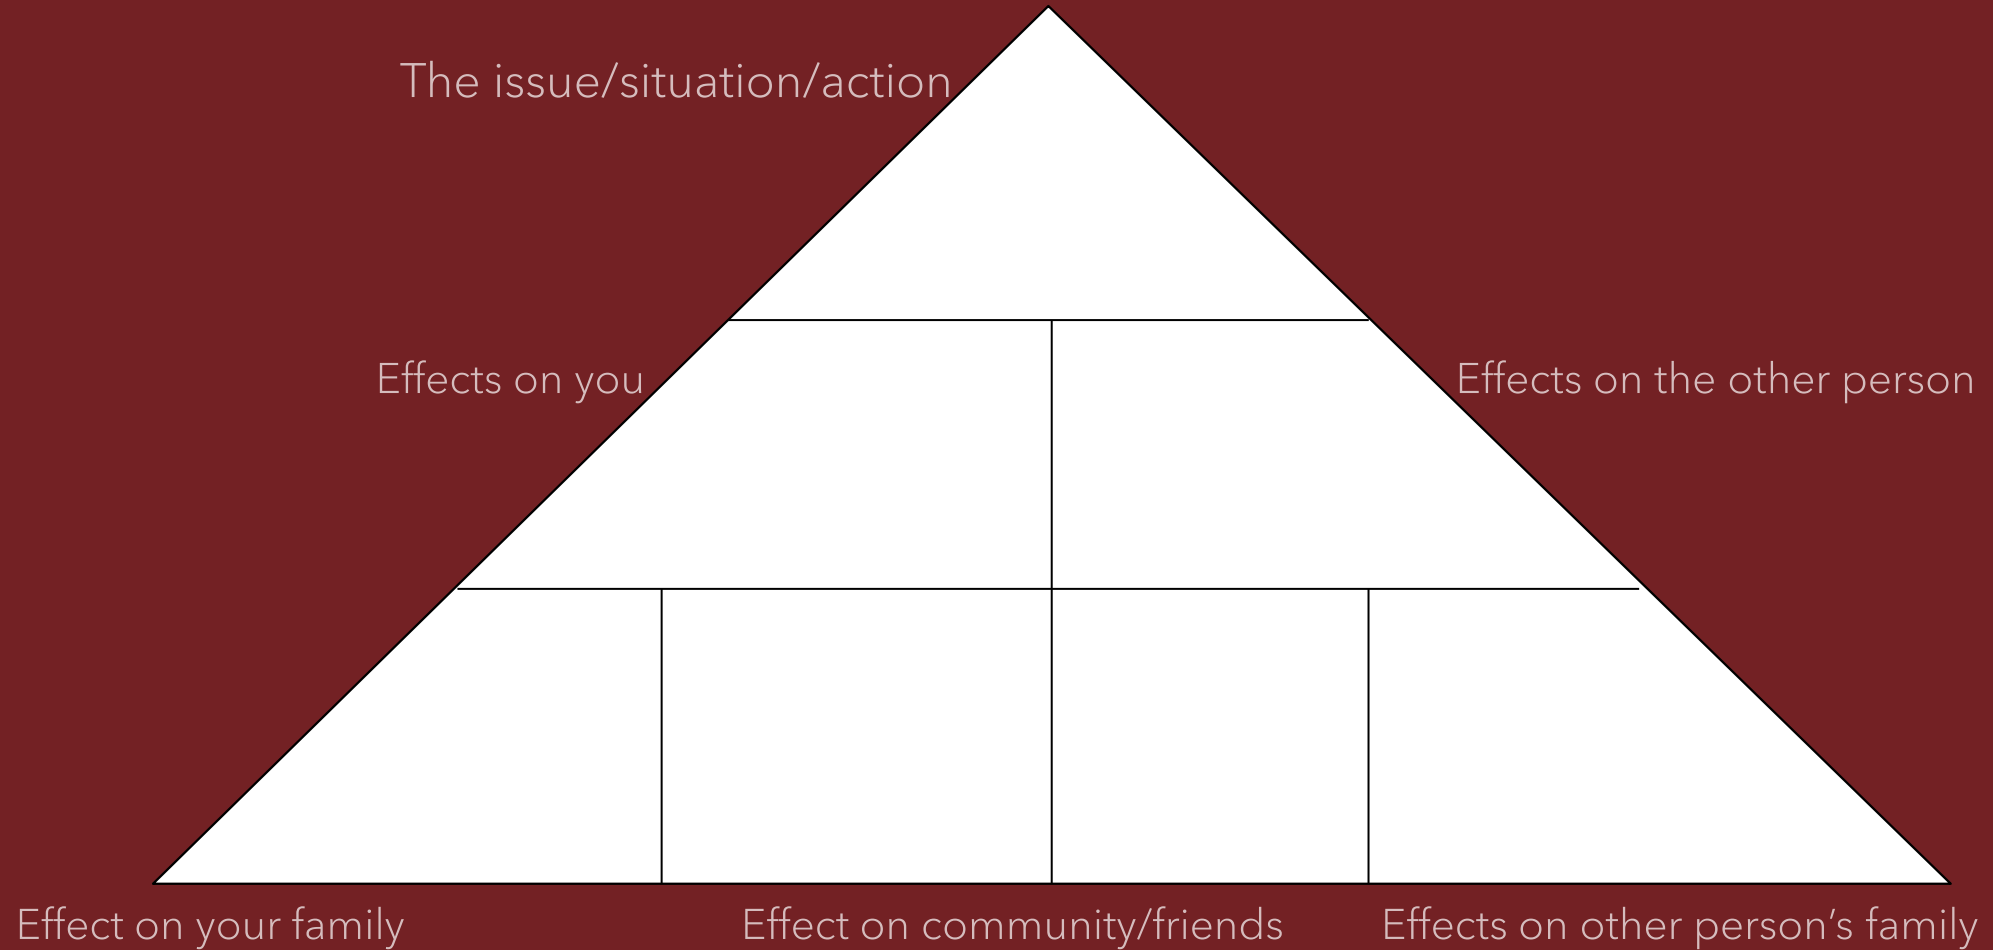 The issue/situation/action
Effects on you
Effects on the other person
Effect on your family
Effect on community/friends
Effects on other person’s family